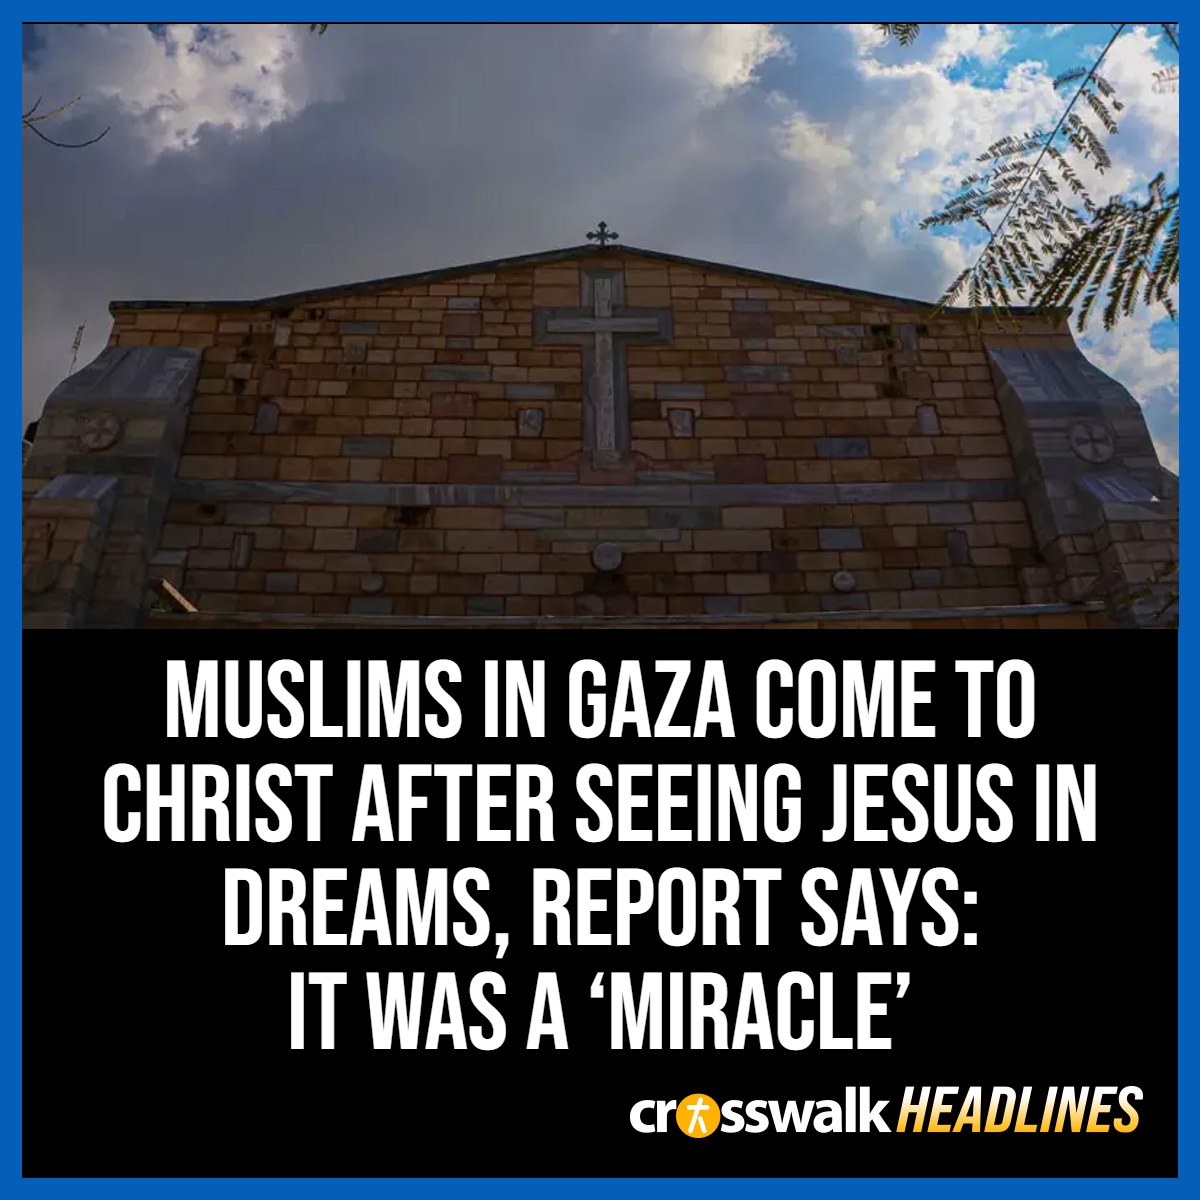 MUSLIMS IN GAZA COME TO
CHRIST AFTER SEEING JESUS IN
DREAMS, REPORT SAYS:
IT WAS A ‘MIRACLE’
crosswalk HEADLINES